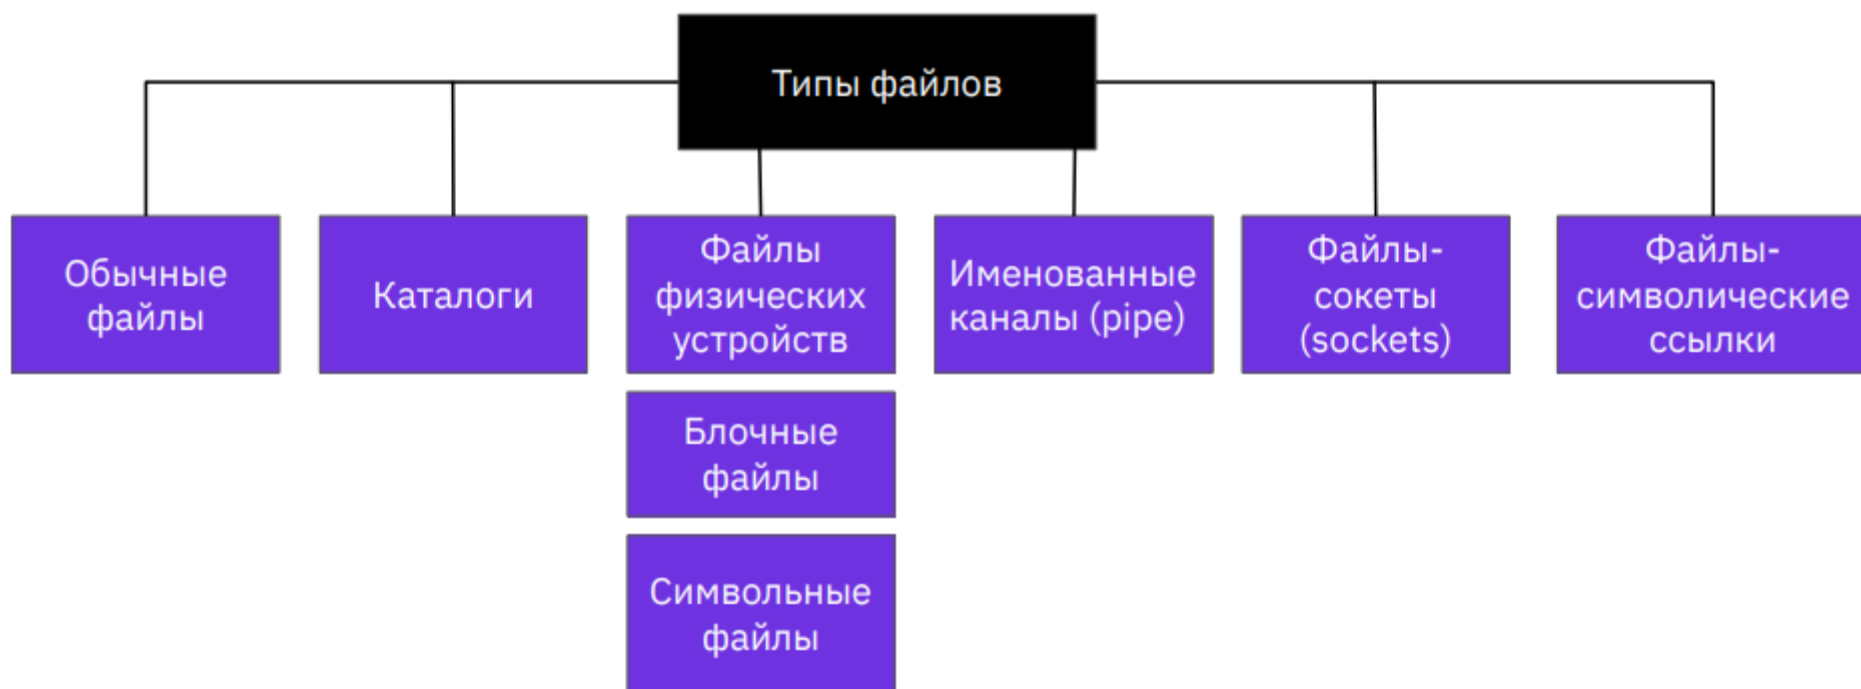 Типы файлов
Обычные
файлы
Каталоги
Файлы
физических
устройств
Именованные
каналы (pipe)
Файлы-
сокеты
(sockets)
Файлы-
символические
ссылки
Блочные
файлы
Символьные
файлы